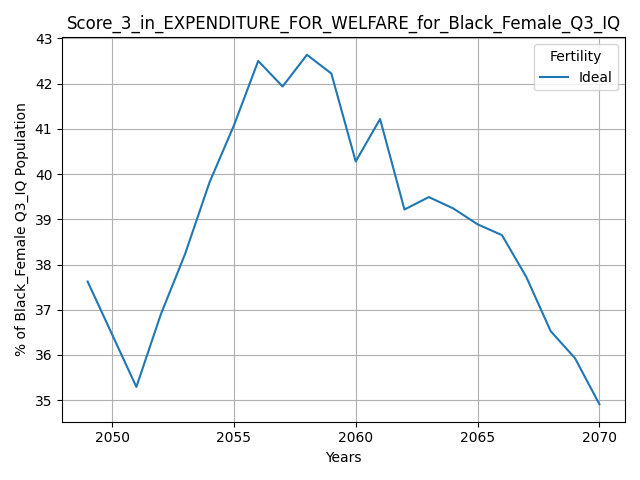 Score_3_in_EXPENDITURE_FOR_WELFARE_for_Black_Female_Q3_IQ
Fertility
Ideal
% of Black_Female Q3_IQ Population
43
42
41
40
39
38
37
36
35
2050 2055 2060 2065 2070
Years